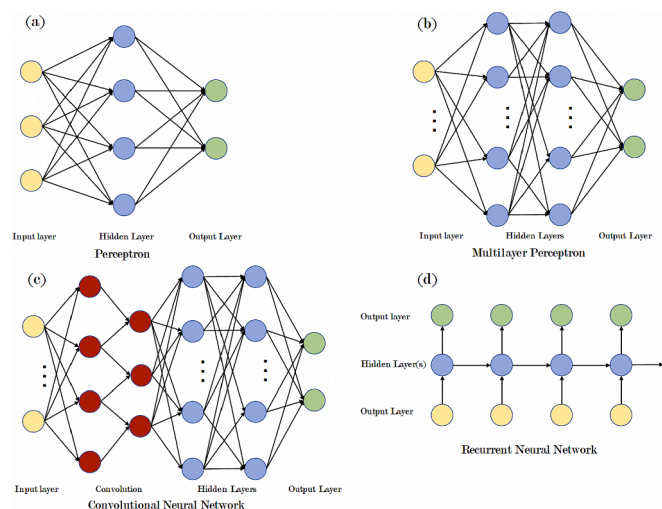 (a)
Input layer Hidden Layer Output Layer
Perceptron
(b)
Input layer Hidden Layers Output Layer
Multilayer Perceptron
(c)
Input layer Convolution Hidden Layers Output Layer
Convolutional Neural Network
(d)
Output layer
Hidden Layer(s)
Output Layer
Recurrent Neural Network